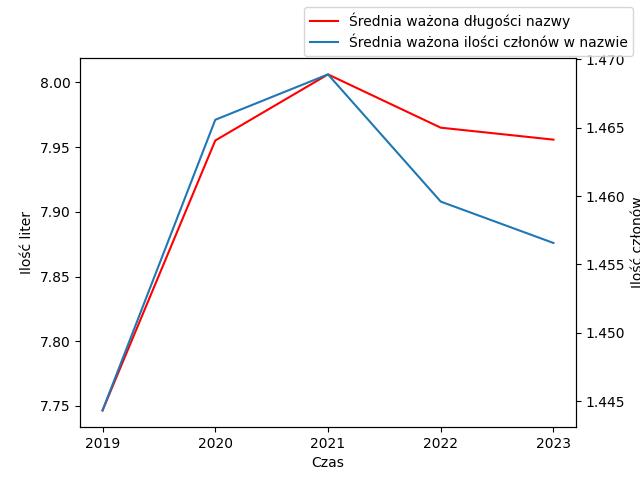 Średnia ważona długości nazwy
Średnia ważona ilości członów w nazwie
8.00
7.95
7.90
7.85
7.80
7.75
Ilość liter
1.470
1.465
1.460
1.455
1.450
1.445
Ilość członów
2019 2020 2021 2022 2023
Czas